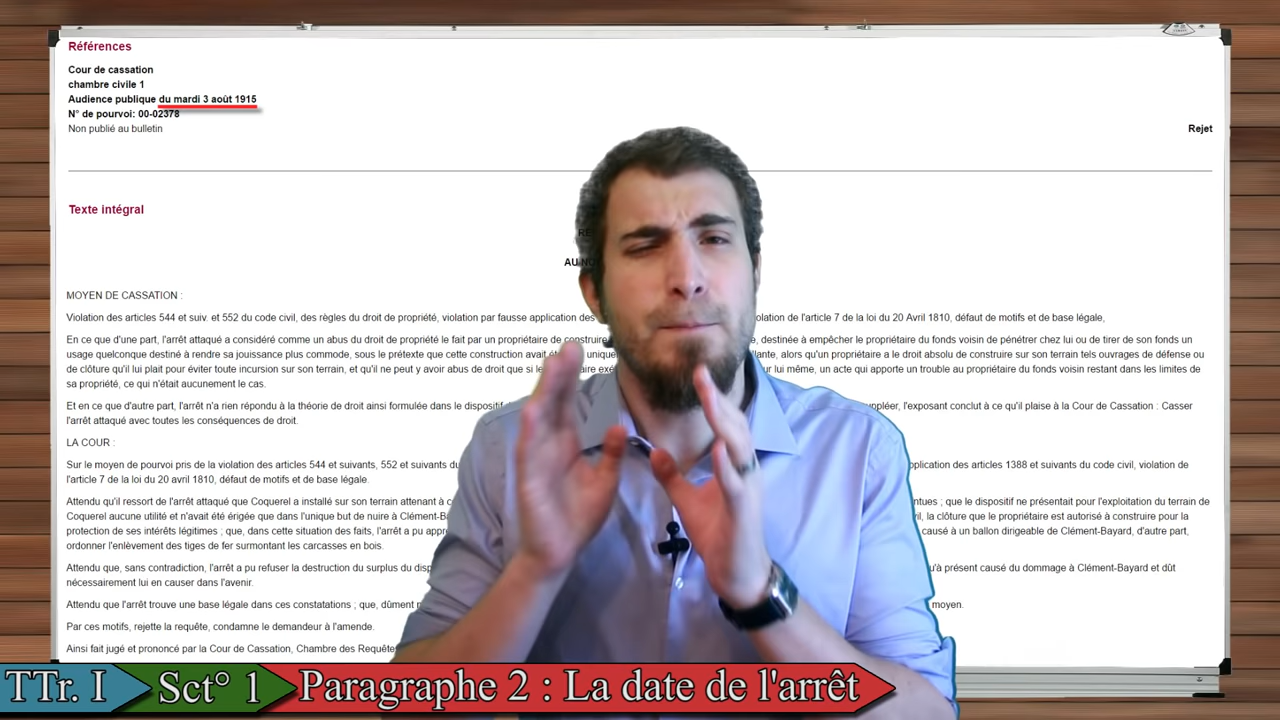 Références
Cour de cassation
chambre civile 1
Audience publique du mardi 3 août 1915
N° de pourvoi: 00-02378
Non publié au bulletin
Rejet
Texte intégral
AU
MOYEN DE CASSATION :
Violation des articles 544 et suiv. et 552 du code civil, des règles du droit de propriété, violation par fausse application des de l'article 7 de la loi du 20 Avril 1810, défaut de motifs et de base légale,
En ce que d'une part, l'arrêt attaqué a considéré comme un abus du droit de propriété le fait par un propriétaire de construire destinée à empêcher le propriétaire du fonds voisin de pénétrer chez lui ou de tirer de son fonds un
usage quelconque destiné à rendre sa jouissance plus commode, sous le prétexte que cette construction avait alors qu'un propriétaire a le droit absolu de construire sur son terrain tels ouvrages de défense ou
de clôture qu'il lui plait pour éviter toute incursion sur son terrain, et qu'il ne peut y avoir abus de droit que si le lui même, un acte qui apporte un trouble au propriétaire du fonds voisin restant dans les limites de
sa propriété, ce qui n'était aucunement le cas.
Et en ce que d'autre part, l'arrêt n'a rien répondu à la théorie de droit ainsi formulée dans le dispositif l'exposant conclut à ce qu'il plaise à la Cour de Cassation : Casser
l'arrêt attaqué avec toutes les conséquences de droit.
LA COUR :
Sur le moyen de pourvoi pris de la violation des articles 544 et suivants, 552 et suivants du des articles 1388 et suivants du code civil, violation de
l'article 7 de la loi du 20 avril 1810, défaut de motifs et base légale.
Attendu qu'il ressort de l'arrêt attaqué que Coquerel a installé sur son terrain attenant à ; que le dispositif ne présentait pour l'exploitation du terrain de
Coquerel aucune utilité et n'avait été érigée que dans l'unique but de nuire à la clôture que le propriétaire est autorisé à construire pour la
protection de ses intérêts légitimes ; que, dans cette situation des faits, l'arrêt a pu causé à un ballon dirigeable de Clément-Bayard, d'autre part,
ordonner l'enlèvement des tiges de fer surmontant les carcasses en bois.
Attendu que, sans contradiction, l'arrêt a pu refuser la destruction du surplus du présent causé du dommage à Clément-Bayard et dût
nécessairement lui en causer dans l'avenir.
Attendu que l'arrêt trouve une base légale dans ces constatations ; que, dûment moyen.
Par ces motifs, rejette la requête, condamne le demandeur à l'amende.
Ainsi fait jugé et prononcé par la Cour de Cassation, Chambre des Requêtes
TTr. I Sct° 1 Paragraphe 2 : La date de l'arrêt